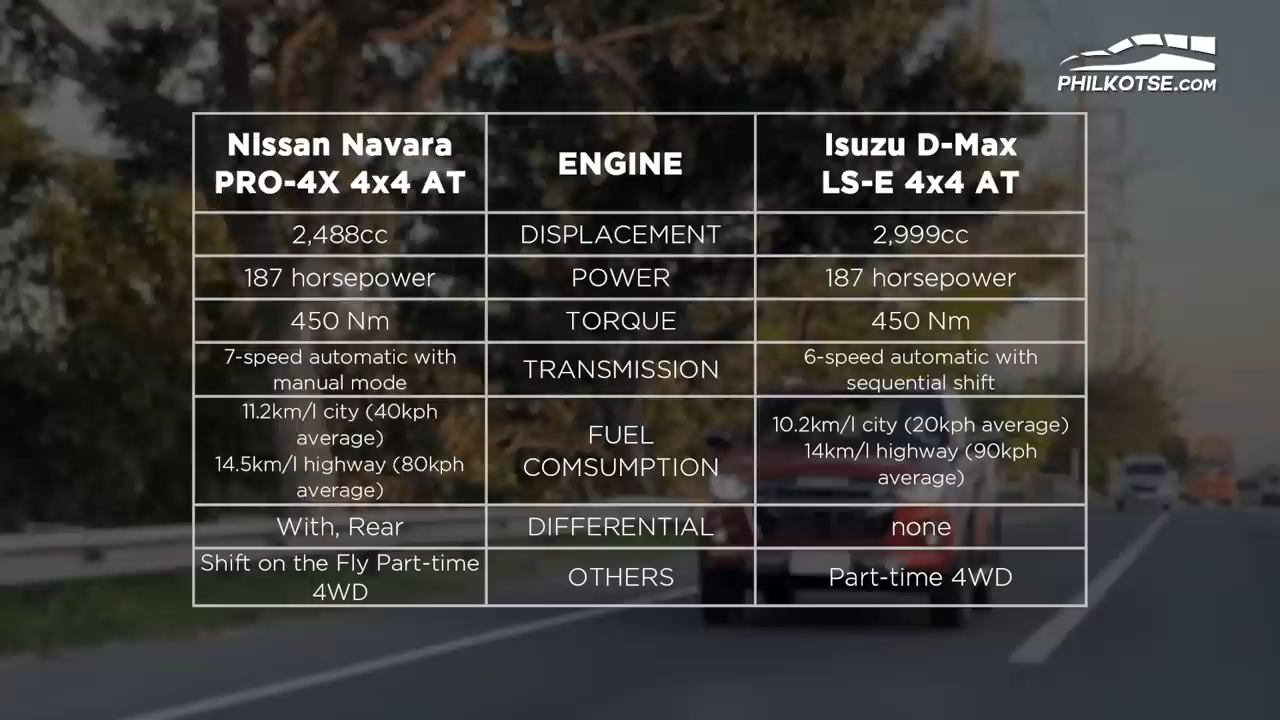 PHILKOTSE.COM
NIssan Navara
PRO-4X 4x4 AT
ENGINE
Isuzu D-Max
LS-E 4x4 AT
2,488cc
DISPLACEMENT
2,999cc
187 horsepower
POWER
187 horsepower
450 Nm
TORQUE
450 Nm
7-speed automatic with
manual mode
TRANSMISSION
6-speed automatic with
sequential shift
11.2km/l city (40kph
average)
14.5km/l highway (80kph
average)
FUEL
COMSUMPTION
10.2km/l city (20kph average)
14km/l highway (90kph
average)
With, Rear
DIFFERENTIAL
none
Shift on the Fly Part-time
4WD
OTHERS
Part-time 4WD